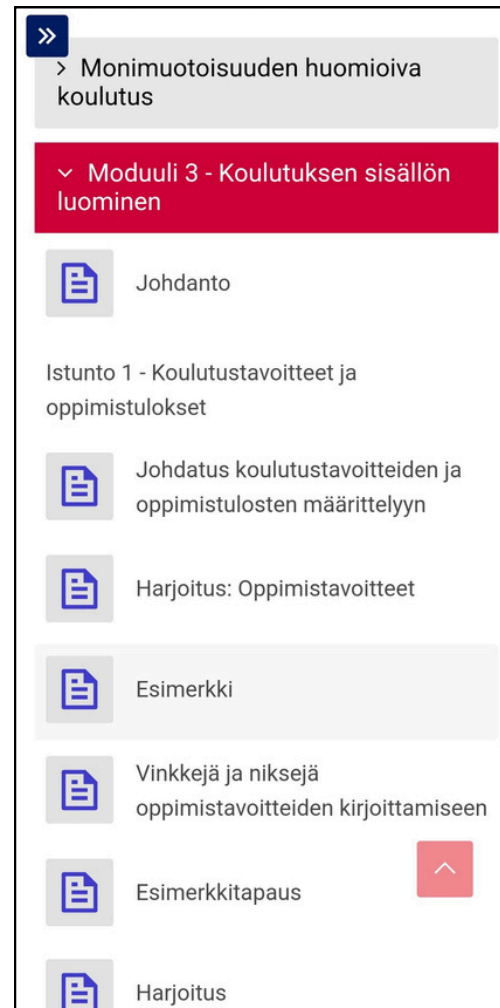 Monimuotoisuuden huomioiva
koulutus
Moduuli 3 - Koulutuksen sisällön
luominen
Johdanto
Istunto 1 - Koulutustavoitteet ja
oppimistulokset
Johdatus koulutustavoitteiden ja
oppimistulosten määrittelyyn
Harjoitus: Oppimistavoitteet
Esimerkki
Vinkkejä ja niksejä
oppimistavoitteiden kirjoittamiseen
Esimerkkitapaus
Harjoitus